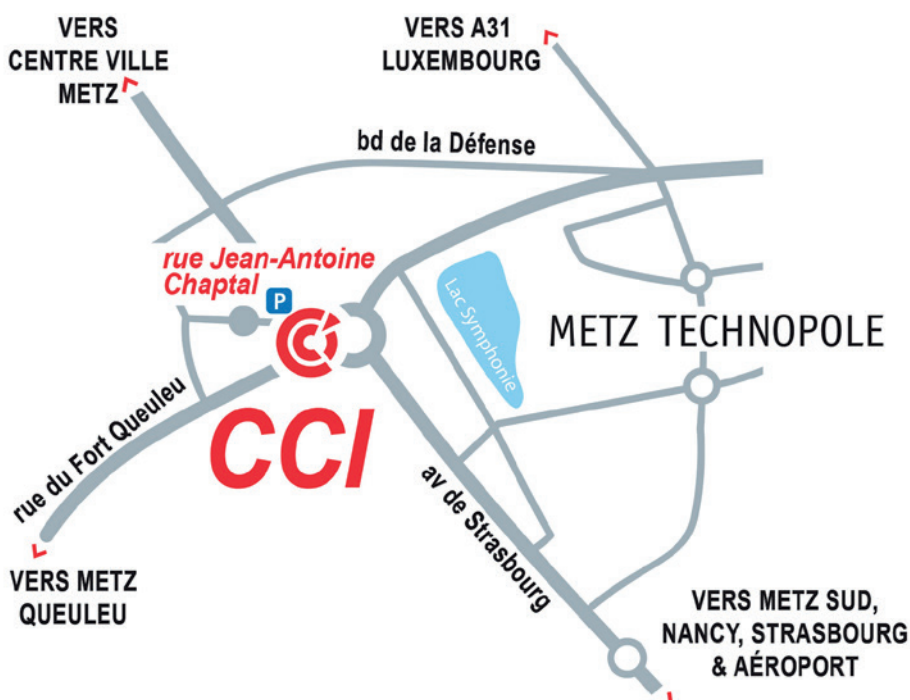 VERS
CENTRE VILLE
METZ
VERS A31
LUXEMBOURG
bd de la Défense
rue Jean-Antoine
Chaptal
P
Lac Symphonie
METZ TECHNOPOLE
CCI
rue du Fort Queuleu
av de Strasbourg
VERS METZ
QUEULEU
VERS METZ SUD,
NANCY, STRASBOURG
& AÉROPORT